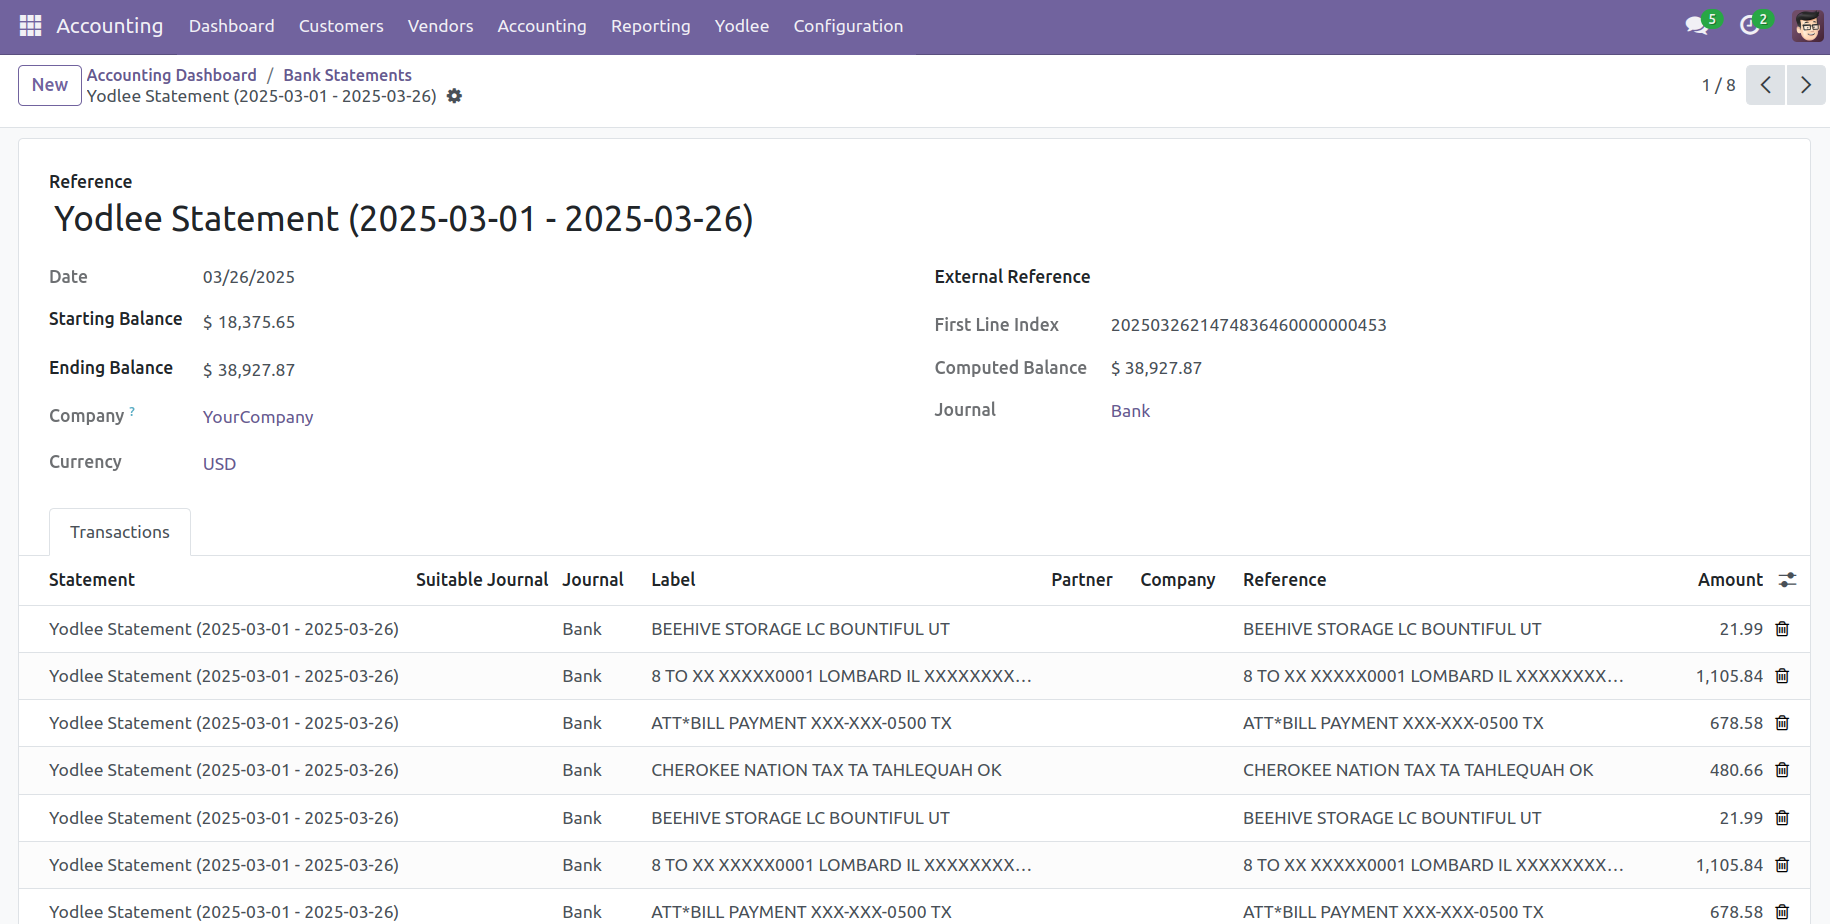 Accounting Dashboard Customers Vendors Accounting Reporting Yodlee Configuration 5 2
New Accounting Dashboard / Bank Statements
Yodlee Statement (2025-03-01 - 2025-03-26)
1 / 8
Reference
Yodlee Statement (2025-03-01 - 2025-03-26)
Date 03/26/2025
Starting Balance $ 18,375.65
Ending Balance $ 38,927.87
Company ? YourCompany
Currency USD
External Reference
First Line Index 2025032621474836460000000453
Computed Balance $ 38,927.87
Journal Bank
Transactions
Statement Suitable Journal Journal Label Partner Company Reference Amount
Yodlee Statement (2025-03-01 - 2025-03-26) Bank BEEHIVE STORAGE LC BOUNTIFUL UT BEEHIVE STORAGE LC BOUNTIFUL UT 21.99
Yodlee Statement (2025-03-01 - 2025-03-26) Bank 8 TO XX XXXXX0001 LOMBARD IL XXXXXXXX... 8 TO XX XXXXX0001 LOMBARD IL XXXXXXXX... 1,105.84
Yodlee Statement (2025-03-01 - 2025-03-26) Bank ATT*BILL PAYMENT XXX-XXX-0500 TX ATT*BILL PAYMENT XXX-XXX-0500 TX 678.58
Yodlee Statement (2025-03-01 - 2025-03-26) Bank CHEROKEE NATION TAX TA TAHLEQUAH OK CHEROKEE NATION TAX TA TAHLEQUAH OK 480.66
Yodlee Statement (2025-03-01 - 2025-03-26) Bank BEEHIVE STORAGE LC BOUNTIFUL UT BEEHIVE STORAGE LC BOUNTIFUL UT 21.99
Yodlee Statement (2025-03-01 - 2025-03-26) Bank 8 TO XX XXXXX0001 LOMBARD IL XXXXXXXX... 8 TO XX XXXXX0001 LOMBARD IL XXXXXXXX... 1,105.84
Yodlee Statement (2025-03-01 - 2025-03-26) Bank ATT*BILL PAYMENT XXX-XXX-0500 TX ATT*BILL PAYMENT XXX-XXX-0500 TX 678.58